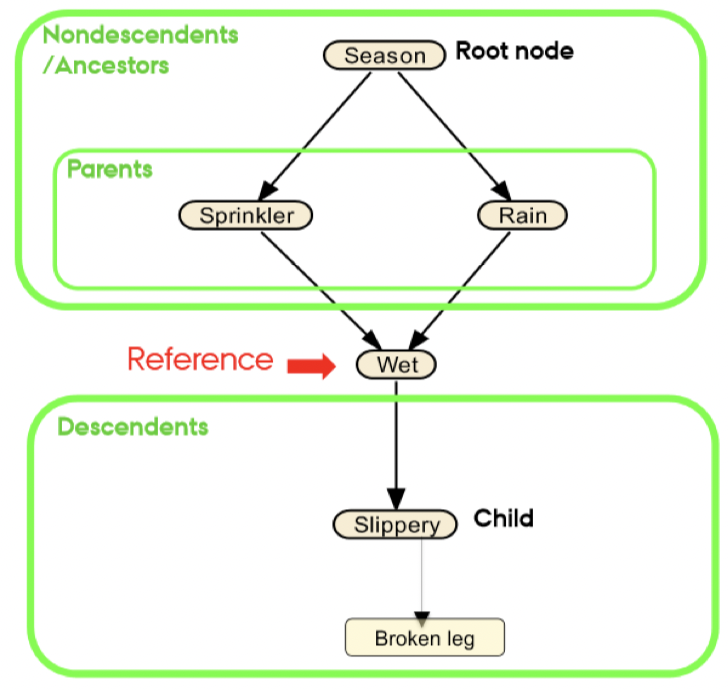 Nondescendents
/Ancestors
Season
Root node
Parents
Sprinkler
Rain
Reference
Wet
Descendents
Slippery
Child
Broken leg